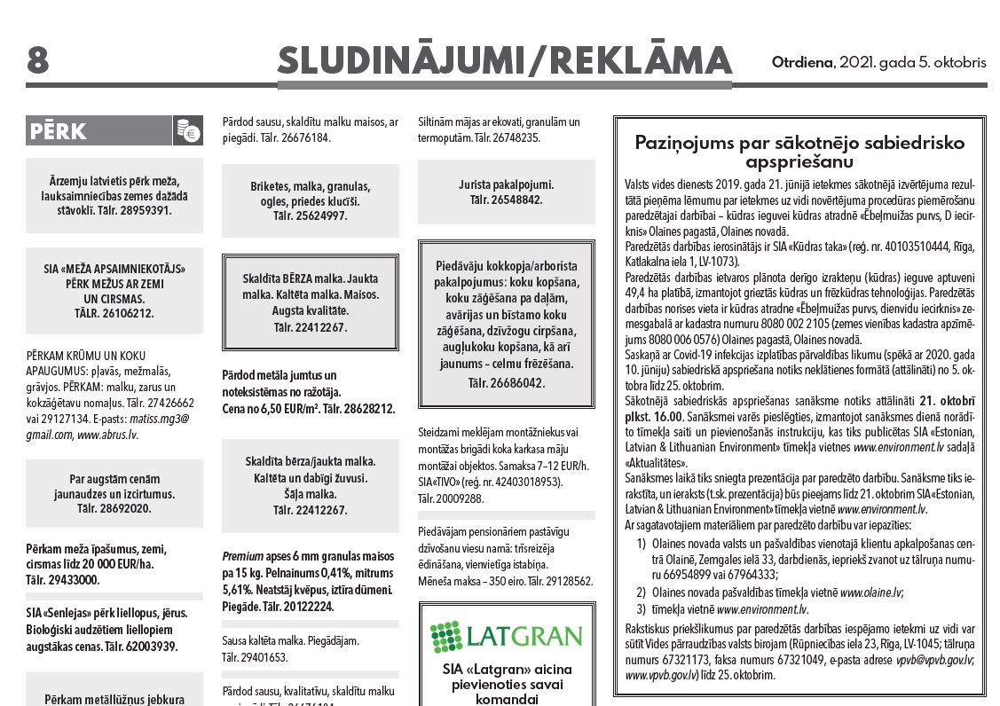 8
SLUDINĀJUMI/REKLĀMA
Otrdiena, 2021. gada 5. oktobris
PĒRK
Ārzemju latvietis pērk meža,
lauksaimniecības zemes dažādā
stāvoklī. Tālr. 28959391.
SIA «MEŽA APSAIMNIEKOTĀJS»
PĒRK MEŽUS AR ZEMI
UN CIRSMAS.
TĀLR. 26106212.
PĒRKAM KRŪMU UN KOKU
APAUGUMUS: pļavās, mežmalās,
grāvjos. PĒRKAM: malku, zarus un
kokzāģētavu nomaļus. Tālr. 27426662
vai 29127134. E-pasts: matiss.mg3@
gmail.com, www.abrus.lv.
Par augstām cenām
jaunaudzes un izcirtumus.
Tālr. 28692020.
Pērkam meža īpašumus, zemi,
cirsmas līdz 20 000 EUR/ha.
Tālr. 29433000.
SIA «Senlejas» pērk liellopus, jērus.
Bioloģiski audzētiem liellopiem
augstākas cenas. Tālr. 62003939.
Pērkam metāllūžņus jebkura
Pārdod sausu, skaldītu malku maisos, ar
piegādi. Tālr. 26676184.
Briketes, malka, granulas,
ogles, priedes klucīši.
Tālr. 25624997.
Skaldīta BĒRZA malka. Jaukta
malka. Kaltēta malka. Maisos.
Augsta kvalitāte.
Tālr. 22412267.
Pārdod metāla jumtus un
noteksistēmas no ražotāja.
Cena no 6,50 EUR/m². Tālr. 28628212.
Skaldīta bērza/jaukta malka.
Kaltēta un dabīgi žuvusi.
Šāļa malka.
Tālr. 22412267.
Premium apses 6 mm granulas maisos
pa 15 kg. Pelnainums 0,41%, mitrums
5,61%. Neatstāj kvēpus, iztīra dūmeni.
Piegāde. Tālr. 20122224.
Sausa kaltēta malka. Piegādājam.
Tālr. 29401653.
Pārdod sausu, kvalitatīvu, skaldītu malku
Siltinām mājas ar ekovati, granulām un
termoputām. Tālr. 26748235.
Jurista pakalpojumi.
Tālr. 26548842.
Piedāvāju kokkopja/arborista
pakalpojumus: koku kopšana,
koku zāģēšana pa daļām,
avārijas un bīstamo koku
zāģēšana, dzīvžogu cirpšana,
augļukoku kopšana, kā arī
jaunums – celmu frēzēšana.
Tālr. 26686042.
Steidzami meklējam montāžniekus vai
montāžas brigādi koka karkasa māju
montāžai objektos. Samaksa 7–12 EUR/h.
SIA «TIVO» (reģ. nr. 42403018953).
Tālr. 20009288.
Piedāvājam pensionāriem pastāvīgu
dzīvošanu viesu namā: trīsreizēja
ēdināšana, vienvietīga istabiņa.
Mēneša maksa – 350 eiro. Tālr. 29128562.
LATGRAN
SIA «Latgran» aicina
pievienoties savai
komandai
Paziņojums par sākotnējo sabiedrisko
apspriešanu
Valsts vides dienests 2019. gada 21. jūnijā ietekmes sākotnējā izvērtējuma rezul-
tātā pieņēma lēmumu par ietekmes uz vidi novērtējuma procedūras piemērošanu
paredzētajai darbībai – kūdras ieguvei kūdras atradnē «Ēbeļmuižas purvs, D iecir-
knis» Olaines pagastā, Olaines novadā.
Paredzētās darbības ierosinātājs ir SIA «Kūdras taka» (reģ. nr. 40103510444, Rīga,
Katlakalna iela 1, LV-1073).
Paredzētās darbības ietvaros plānota derīgo izrakteņu (kūdras) ieguve aptuveni
49,4 ha platībā, izmantojot grieztās kūdras un frēzkūdras tehnoloģijas. Paredzētās
darbības norises vieta ir kūdras atradne «Ēbeļmuižas purvs, dienvidu iecirknis» ze-
mesgabalā ar kadastra numuru 8080 002 2105 (zemes vienības kadastra apzīmē-
jums 8080 006 0576) Olaines pagastā, Olaines novadā.
Saskaņā ar Covid-19 infekcijas izplatības pārvaldības likumu (spēkā ar 2020. gada
10. jūniju) sabiedriskā apspriešana notiks neklātienes formātā (attālināti) no 5. ok-
tobra līdz 25. oktobrim.
Sākotnējā sabiedriskās apspriešanas sanāksme notiks attālināti 21. oktobrī
plkst. 16.00. Sanāksmei varēs pieslēgties, izmantojot sanāksmes dienā norādī-
to tīmekļa saiti un pievienošanās instrukciju, kas tiks publicētas SIA «Estonian,
Latvian & Lithuanian Environment» tīmekļa vietnes www.environment.lv sadaļā
«Aktualitātes».
Sanāksmes laikā tiks sniegta prezentācija par paredzēto darbību. Sanāksme tiks ie-
rakstīta, un ieraksts (t.sk. prezentācija) būs pieejams līdz 21. oktobrim SIA «Estonian,
Latvian & Lithuanian Environment» tīmekļa vietnē www.environment.lv.
Ar sagatavotajiem materiāliem par paredzēto darbību var iepazīties:
1) Olaines novada valsts un pašvaldības vienotajā klientu apkalpošanas cen-
trā Olainē, Zemgales ielā 33, darbdienās, iepriekš zvanot uz tālruņa numu-
ru 66954899 vai 67964333;
2) Olaines novada pašvaldības tīmekļa vietnē www.olaine.lv;
3) tīmekļa vietnē www.environment.lv.
Rakstiskus priekšlikumus par paredzētās darbības iespējamo ietekmi uz vidi var
sūtīt Vides pārraudzības valsts birojam (Rūpniecības iela 23, Rīga, LV-1045; tālruņa
numurs 67321173, faksa numurs 67321049, e-pasta adrese vpvb@vpvb.gov.lv;
www.vpvb.gov.lv) līdz 25. oktobrim.